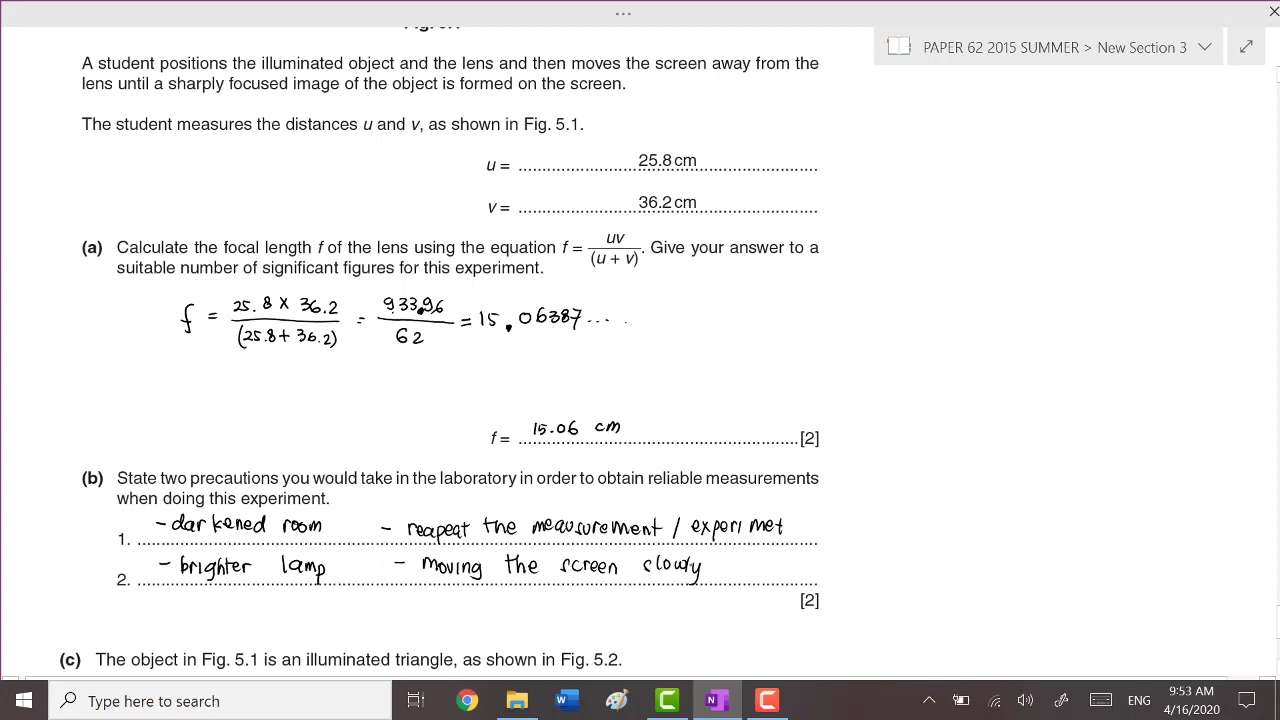 PAPER 62 2015 SUMMER > New Section 3
A student positions the illuminated object and the lens and then moves the screen away from the
lens until a sharply focused image of the object is formed on the screen.
The student measures the distances u and v, as shown in Fig. 5.1.
u = 25.8 cm
v = 36.2 cm
(a) Calculate the focal length f of the lens using the equation f = uv/(u + v). Give your answer to a
suitable number of significant figures for this experiment.
f = 25.8 × 36.2/(25.8+36.2) = 933.96/62 = 15.06387.....
f = 15.06 cm [2]
(b) State two precautions you would take in the laboratory in order to obtain reliable measurements
when doing this experiment.
1. - darkened room - reapeat the meausurement / experimet
2. - brighter lamp - moving the screen slowly
[2]
(c) The object in Fig. 5.1 is an illuminated triangle, as shown in Fig. 5.2.
Type here to search
ENG
9:53 AM
4/16/2020